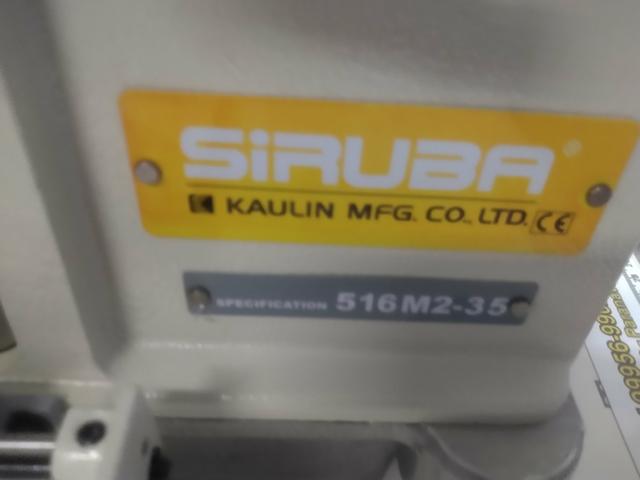 SiRUBA®
KAULIN MFG. CO., LTD. CE
SPECIFICATION 516M2-35